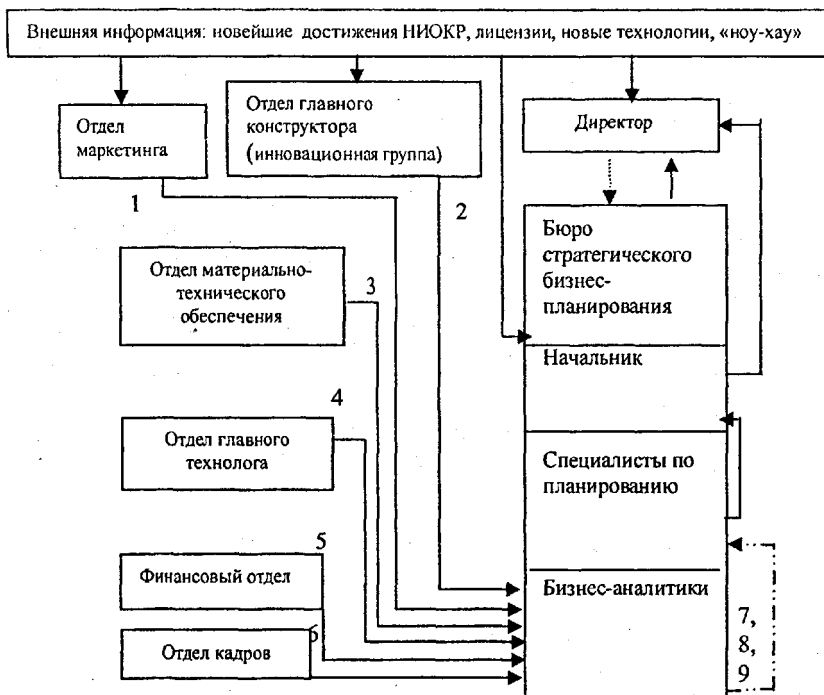 Внешняя информация: новейшие достижения НИОКР, лицензии, новые технологии, «ноу-хау»
Отдел
маркетинга
Отдел главного
конструктора
(инновационная группа)
Директор
1
2
Бюро
стратегического
бизнес-
планирования
Отдел материально-
технического
обеспечения
3
Начальник
4
Отдел главного
технолога
Специалисты по
планированию
5
Финансовый отдел
Бизнес-аналитики
6
Отдел кадров
7,
8,
9